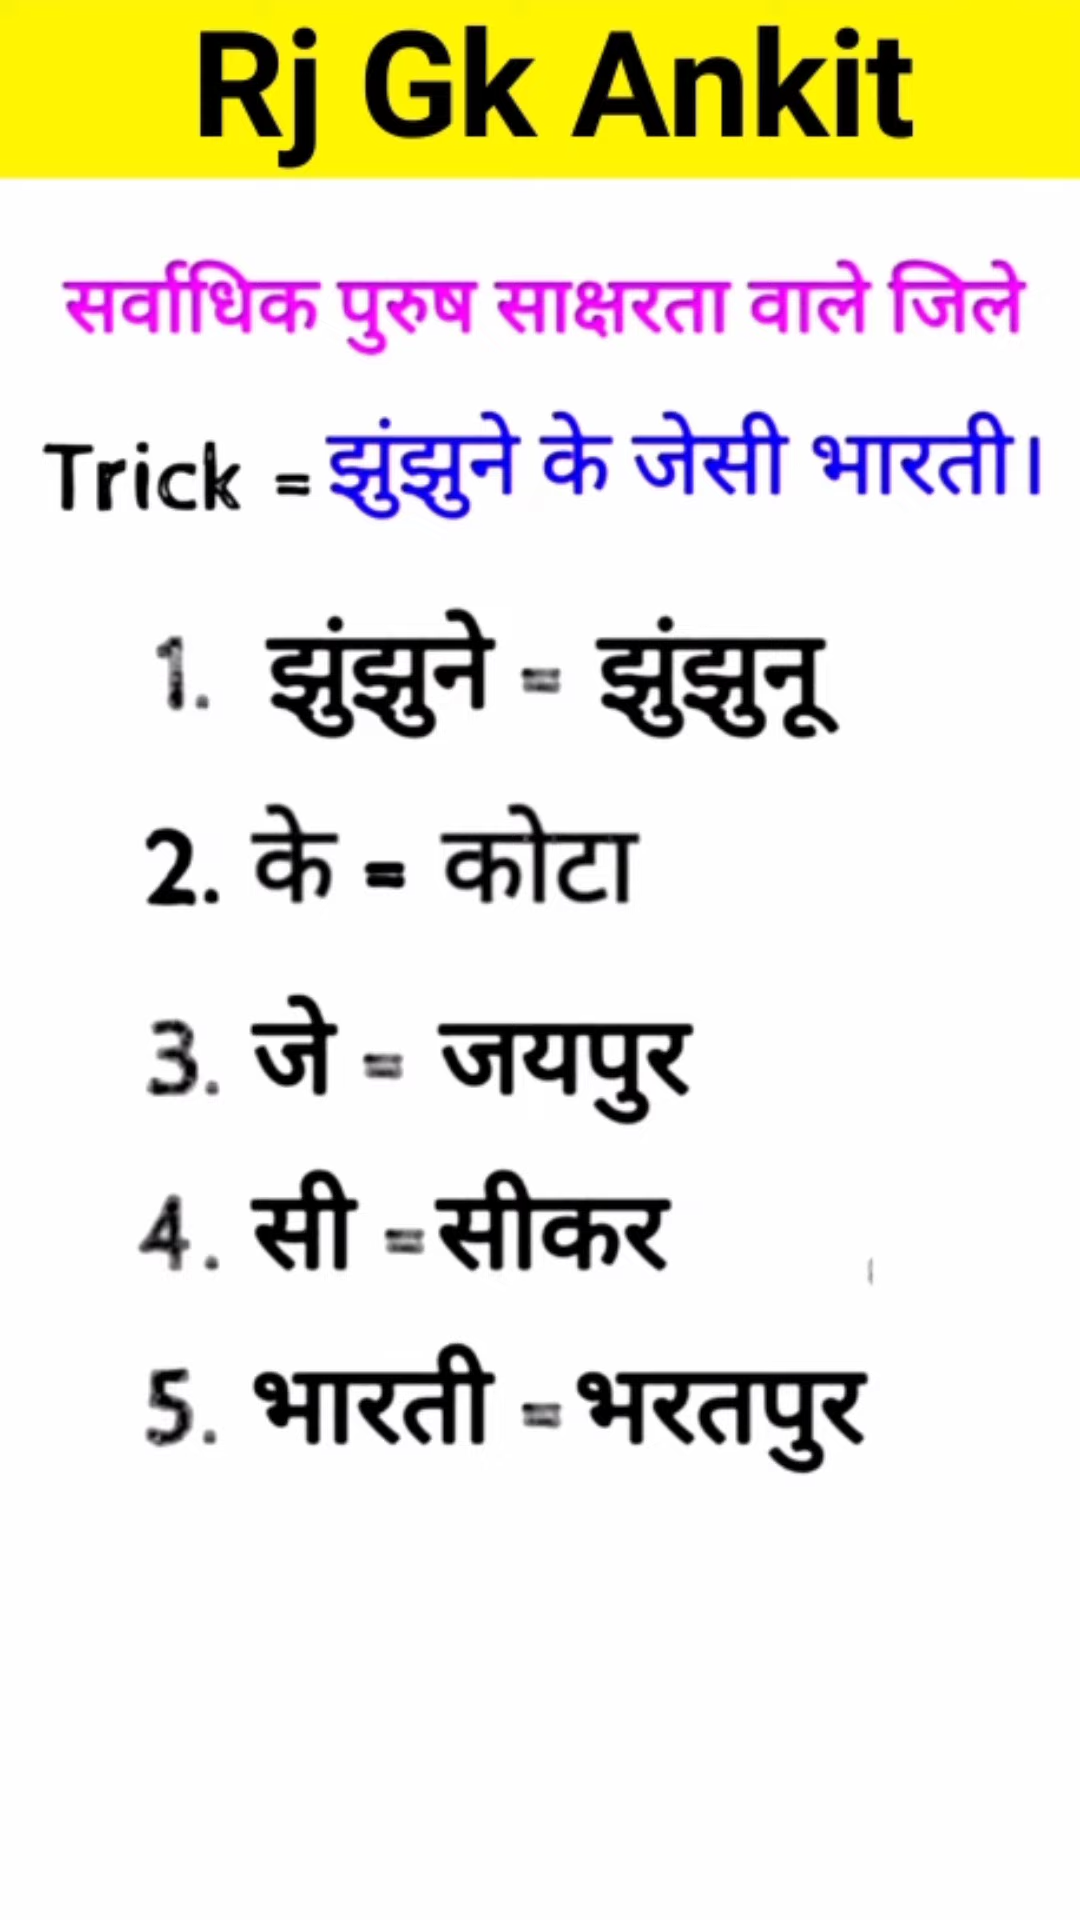 Rj Gk Ankit
सर्वाधिक पुरुष साक्षरता वाले जिले
Trick = झुंझुने के जेसी भारती।
1. झुंझुने = झुंझुनू
2. के = कोटा
3. जे = जयपुर
4. सी =सीकर
5. भारती =भरतपुर